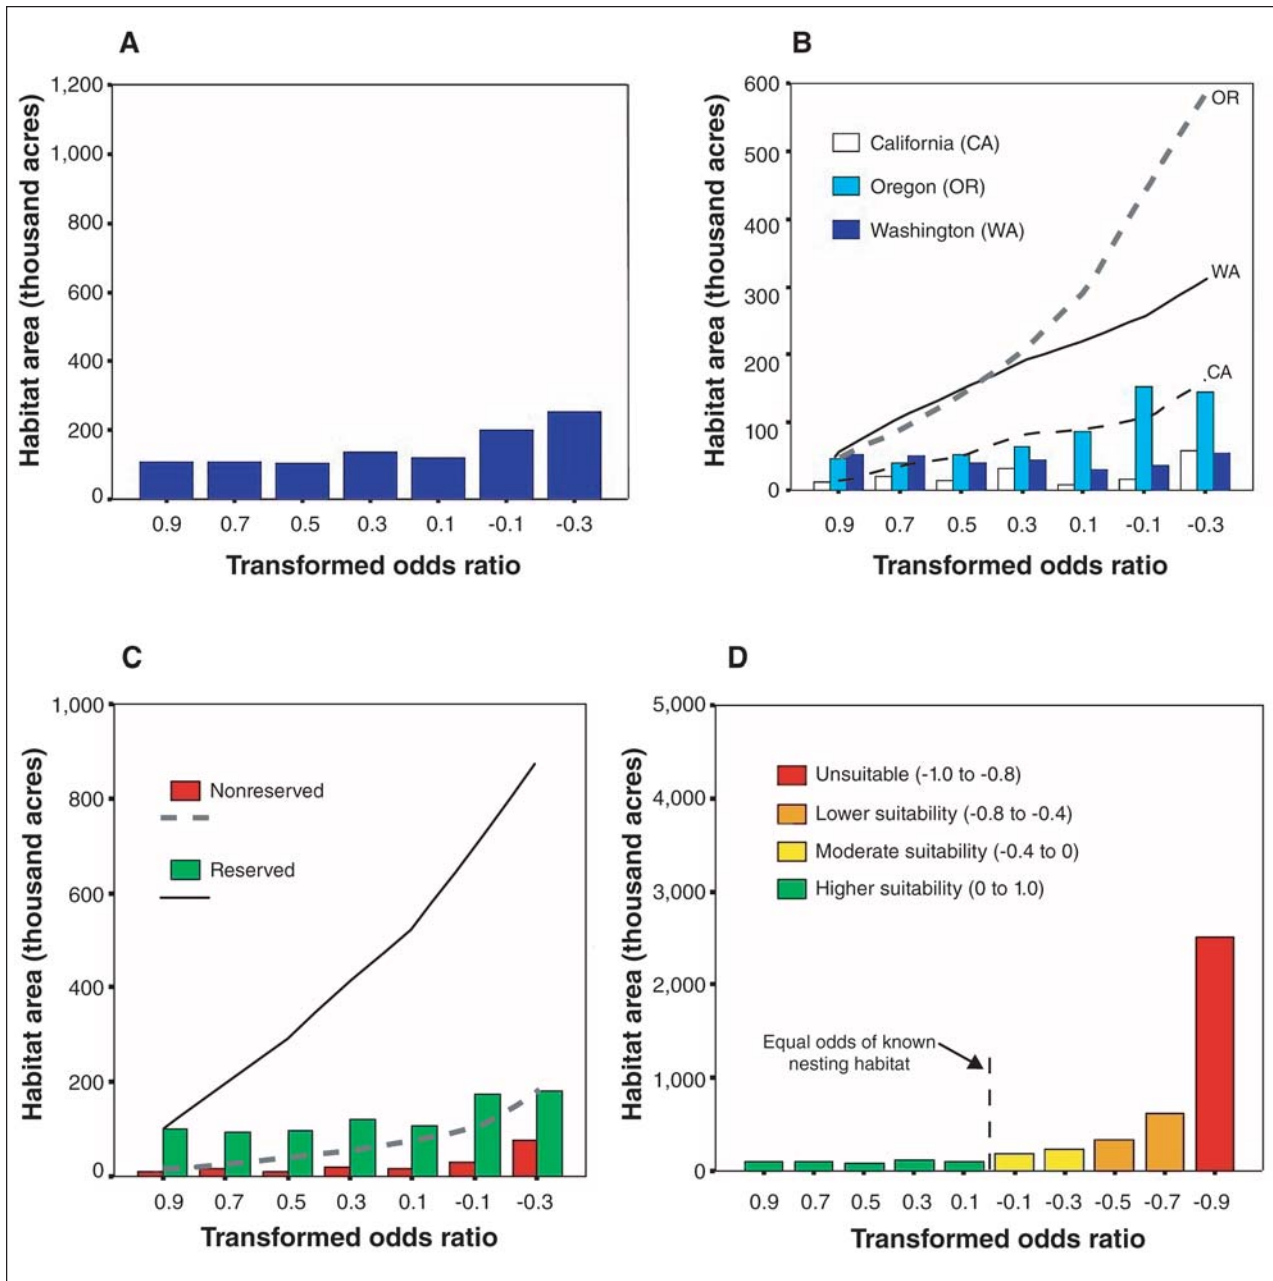 A
1,200
1,000
800
600
400
200
0
Habitat area (thousand acres)
0.9 0.7 0.5 0.3 0.1 -0.1 -0.3
Transformed odds ratio
B
600
500
400
300
200
100
0
Habitat area (thousand acres)
California (CA)
Oregon (OR)
Washington (WA)
OR
WA
CA
0.9 0.7 0.5 0.3 0.1 -0.1 -0.3
Transformed odds ratio
C
1,000
800
600
400
200
0
Habitat area (thousand acres)
Nonreserved
Reserved
0.9 0.7 0.5 0.3 0.1 -0.1 -0.3
Transformed odds ratio
D
5,000
4,000
3,000
2,000
1,000
0
Habitat area (thousand acres)
Unsuitable (-1.0 to -0.8)
Lower suitability (-0.8 to -0.4)
Moderate suitability (-0.4 to 0)
Higher suitability (0 to 1.0)
Equal odds of known
nesting habitat
0.9 0.7 0.5 0.3 0.1 -0.1 -0.3 -0.5 -0.7 -0.9
Transformed odds ratio